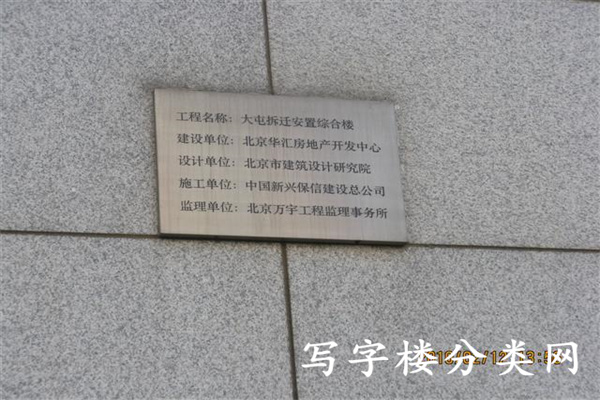 工程名称：大屯拆迁安置综合楼
建设单位：北京华汇房地产开发中心
设计单位：北京市建筑设计研究院
施工单位：中国新兴保信建设总公司
监理单位：北京万宇工程监理事务所
写字楼分类网